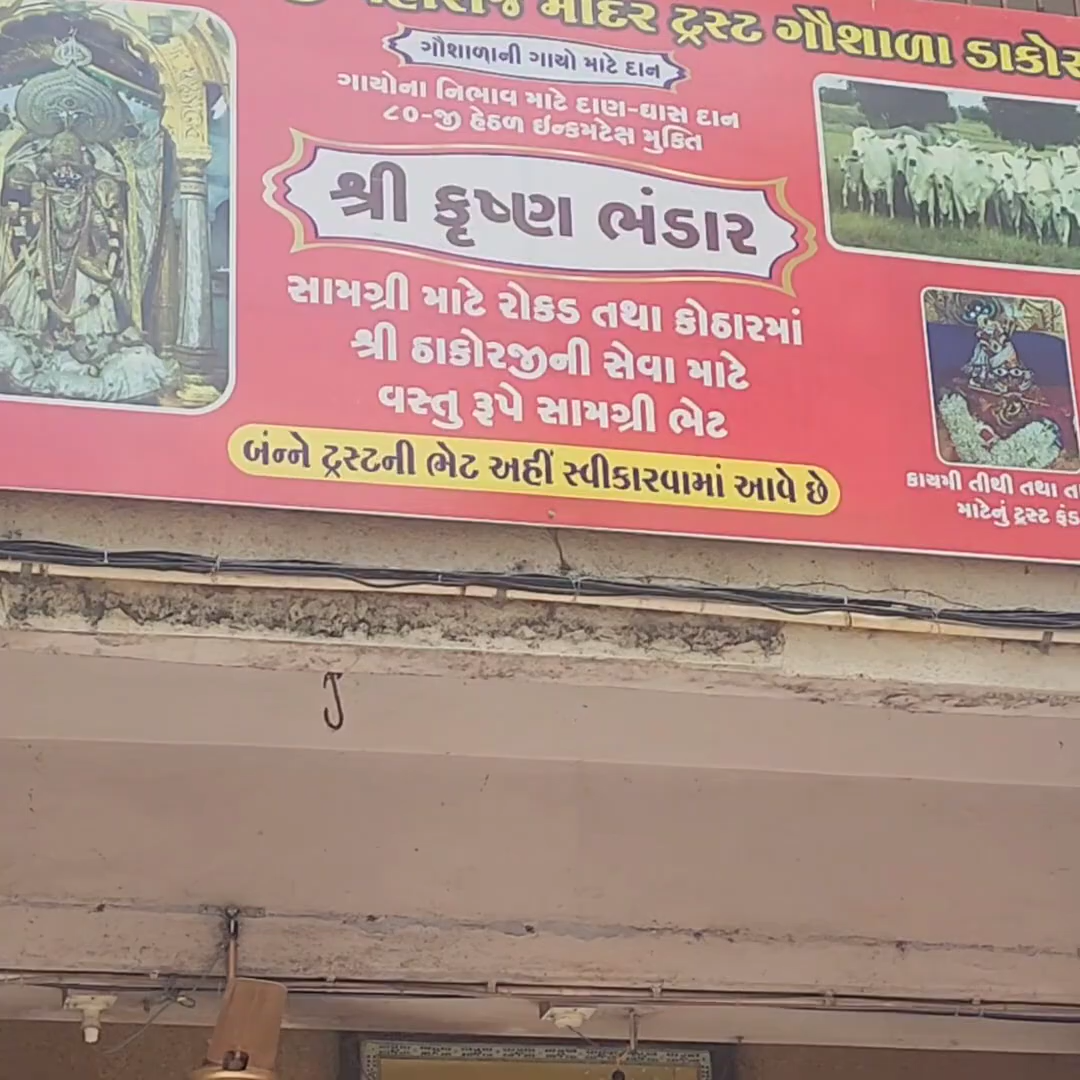 મંદિર ટ્રસ્ટ ગૌશાળા ડાકોર
ગૌશાળાની ગાયો માટે દાન
ગાયોના નિભાવ માટે દાણ-ઘાસ દાન
૮૦-જી હેઠળ ઈન્કમટેક્ષ મુક્તિ
શ્રી કૃષ્ણ ભંડાર
સામગ્રી માટે રોકડ તથા કોઠારમાં
શ્રી ઠાકોરજીની સેવા માટે
વસ્તુ રૂપે સામગ્રી ભેટ
બંન્ને ટ્રસ્ટની ભેટ અહીં સ્વીકારવામાં આવે છે
કાયમી તીથી તથા
માટેનું ટ્રસ્ટ ફંડ